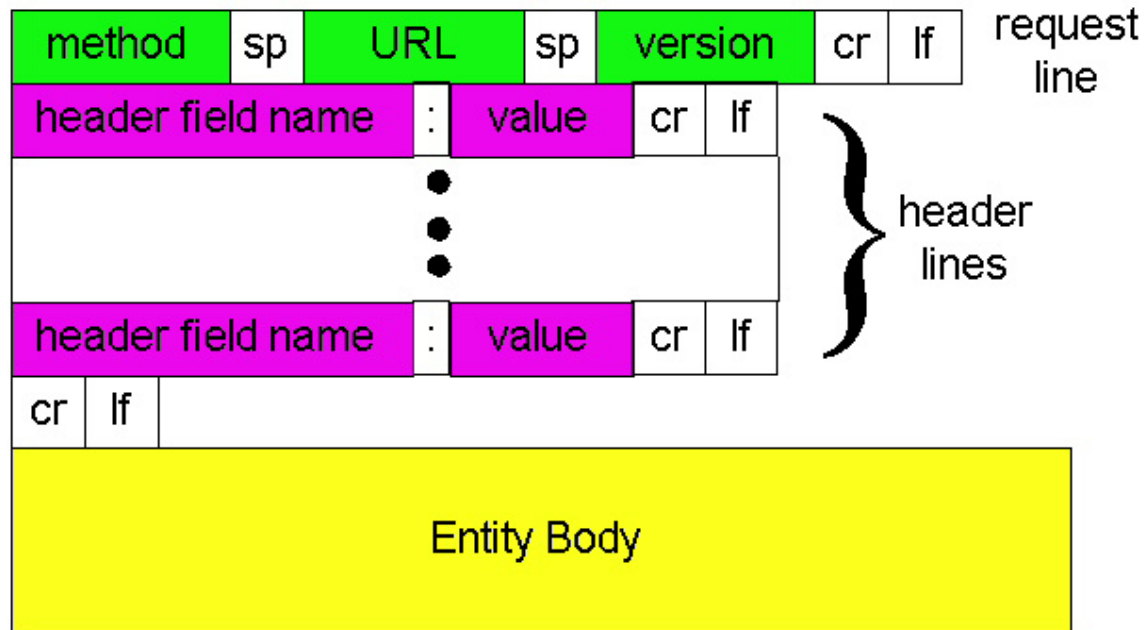 method sp URL sp version cr lf request line
header field name : value cr lf
header lines
header field name : value cr lf
cr lf
Entity Body